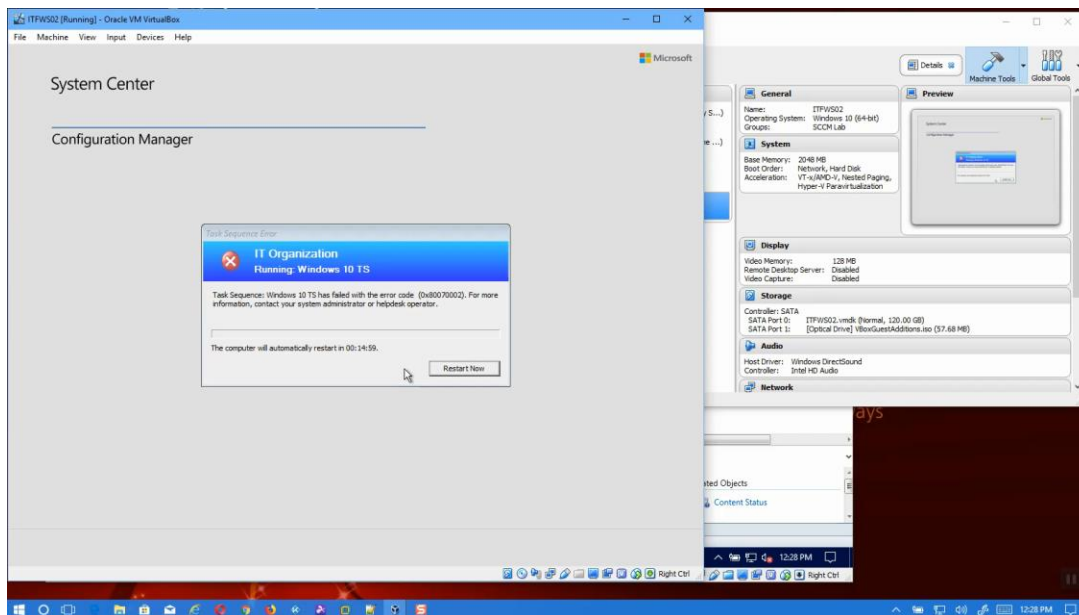 ITFWS02 [Running] - Oracle VM VirtualBox
File Machine View Input Devices Help
Microsoft
System Center
Configuration Manager
Task Sequence Error
IT Organization
Running: Windows 10 TS
Task Sequence: Windows 10 TS has failed with the error code (0x80070002). For more
information, contact your system administrator or helpdesk operator.
The computer will automatically restart in 00:14:59.
Restart Now
Right Ctrl
Details
Machine Tools
Global Tools
General
Name: ITFWS02
Operating System: Windows 10 (64-bit)
Groups: SCCM Lab
System
Base Memory: 2048 MB
Boot Order: Network, Hard Disk
Acceleration: VT-x/AMD-V, Nested Paging,
Hyper-V Paravirtualization
Preview
Display
Video Memory: 128 MB
Remote Desktop Server: Disabled
Video Capture: Disabled
Storage
Controller: SATA
SATA Port 0: ITFWS02.vmdk (Normal, 120.00 GB)
SATA Port 1: [Optical Drive] VBoxGuestAdditions.iso (57.68 MB)
Audio
Host Driver: Windows DirectSound
Controller: Intel HD Audio
Network
ays
ated Objects
Content Status
12:28 PM
Right Ctrl
12:28 PM